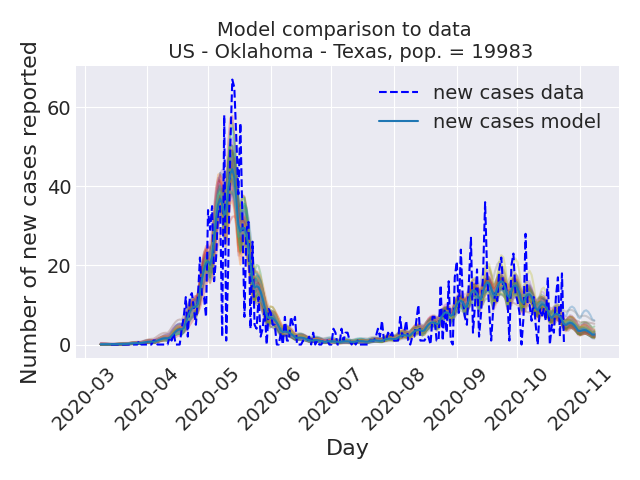 Model comparison to data
US - Oklahoma - Texas, pop. = 19983
Number of new cases reported
60
40
20
0
new cases data
new cases model
2020-03
2020-04
2020-05
2020-06
2020-07
2020-08
2020-09
2020-10
2020-11
Day